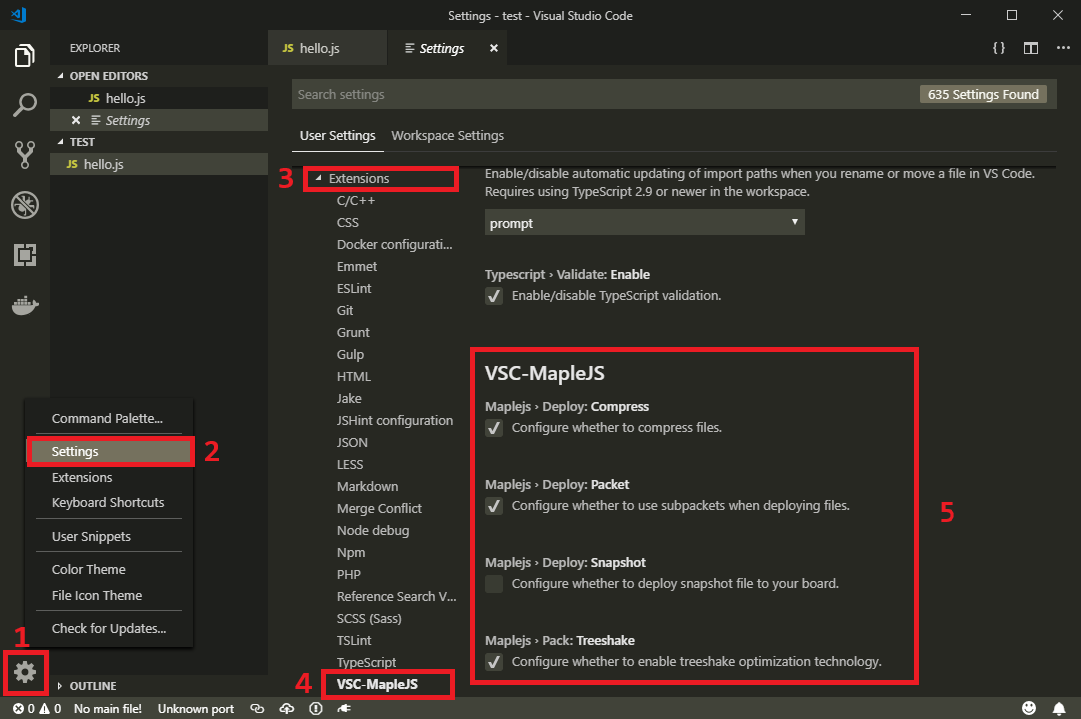 Settings - test - Visual Studio Code
EXPLORER
OPEN EDITORS
JS hello.js
Settings
TEST
JS hello.js
JS hello.js
Settings
Search settings
635 Settings Found
User Settings
Workspace Settings
3
Extensions
C/C++
CSS
Docker configurati...
Emmet
ESLint
Git
Grunt
Gulp
HTML
Jake
JSHint configuration
JSON
LESS
Markdown
Merge Conflict
Node debug
Npm
PHP
Reference Search V...
SCSS (Sass)
TSLint
TypeScript
4
VSC-MapleJS
Enable/disable automatic updating of import paths when you rename or move a file in VS Code.
Requires using TypeScript 2.9 or newer in the workspace.
prompt
Typescript › Validate: Enable
Enable/disable TypeScript validation.
VSC-MapleJS
Maplejs › Deploy: Compress
Configure whether to compress files.
Maplejs › Deploy: Packet
Configure whether to use subpackets when deploying files.
5
Maplejs › Deploy: Snapshot
Configure whether to deploy snapshot file to your board.
Maplejs › Pack: Treeshake
Configure whether to enable treeshake optimization technology.
Command Palette...
Settings
2
Extensions
Keyboard Shortcuts
User Snippets
Color Theme
File Icon Theme
Check for Updates...
1
OUTLINE
0 0 No main file! Unknown port